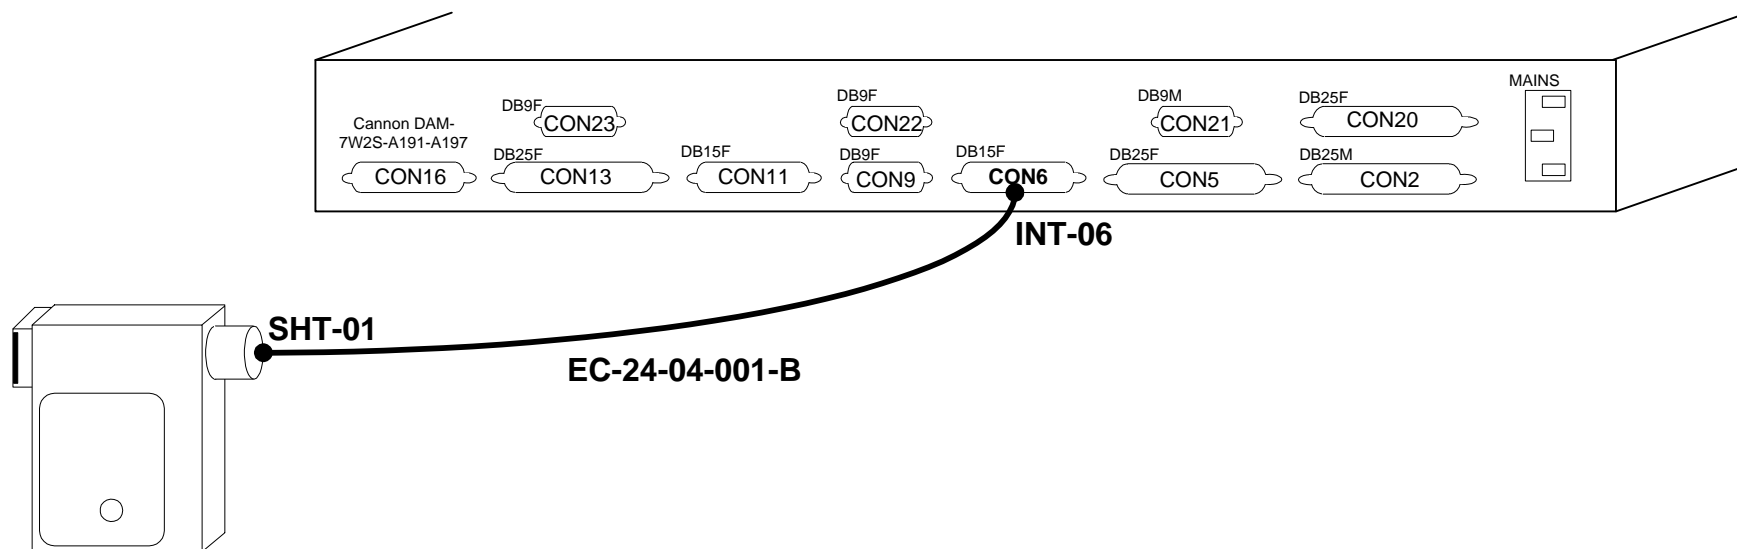 MAINS
DB9F
CON23
DB9F
CON22
DB9M
CON21
DB25F
CON20
Cannon DAM-
7W2S-A191-A197
CON16
DB25F
CON13
DB15F
CON11
DB9F
CON9
DB15F
CON6
DB25F
CON5
DB25M
CON2
INT-06
SHT-01
EC-24-04-001-B